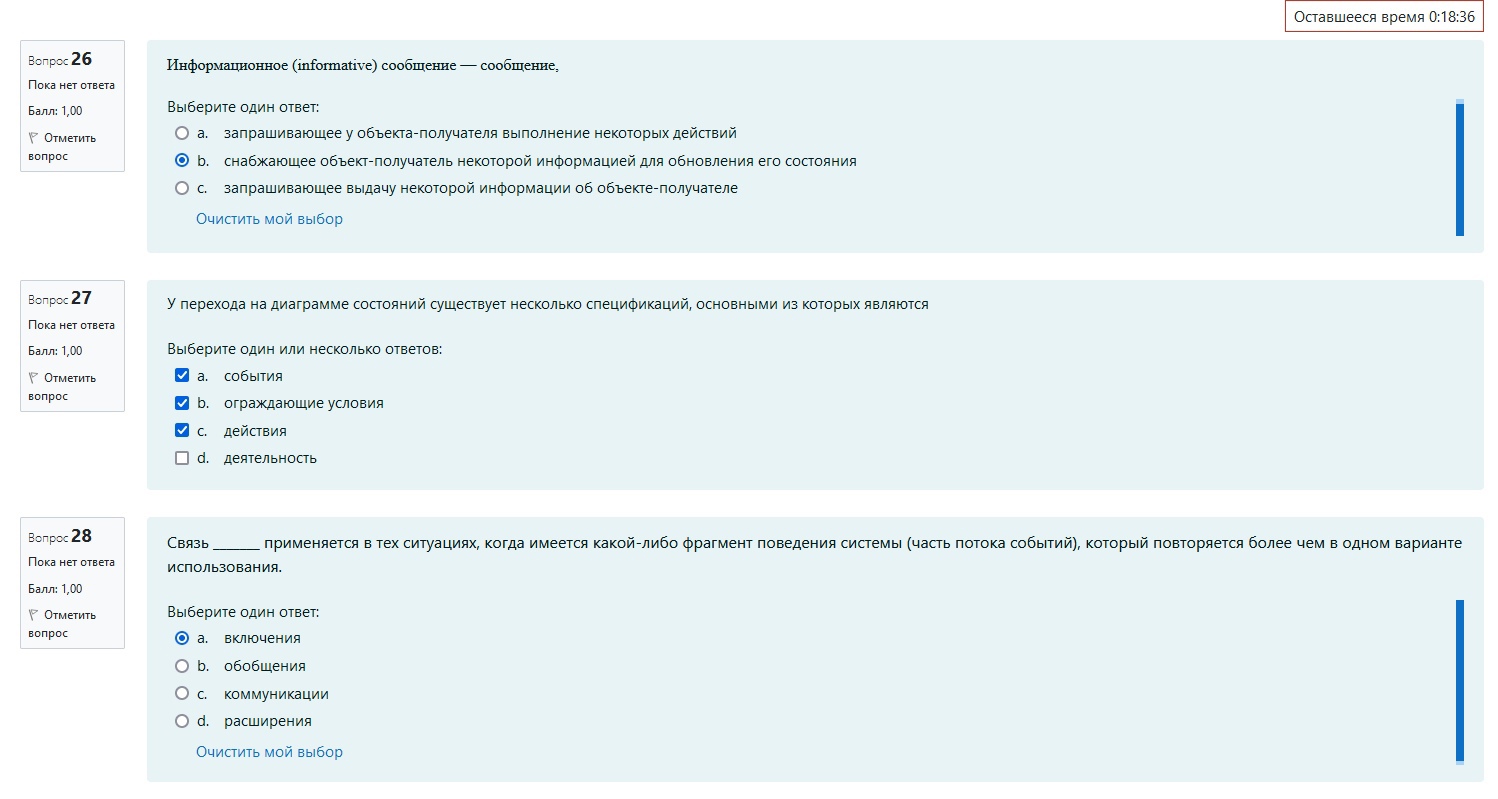 Оставшееся время 0:18:36
Вопрос 26
Пока нет ответа
Балл: 1,00
Отметить
вопрос
Информационное (informative) сообщение — сообщение,
Выберите один ответ:
a. запрашивающее у объекта-получателя выполнение некоторых действий
b. снабжающее объект-получатель некоторой информацией для обновления его состояния
c. запрашивающее выдачу некоторой информации об объекте-получателе
Очистить мой выбор
Вопрос 27
Пока нет ответа
Балл: 1,00
Отметить
вопрос
У перехода на диаграмме состояний существует несколько спецификаций, основными из которых являются
Выберите один или несколько ответов:
a. события
b. ограждающие условия
c. действия
d. деятельность
Вопрос 28
Пока нет ответа
Балл: 1,00
Отметить
вопрос
Связь ______ применяется в тех ситуациях, когда имеется какой-либо фрагмент поведения системы (часть потока событий), который повторяется более чем в одном варианте
использования.
Выберите один ответ:
a. включения
b. обобщения
c. коммуникации
d. расширения
Очистить мой выбор